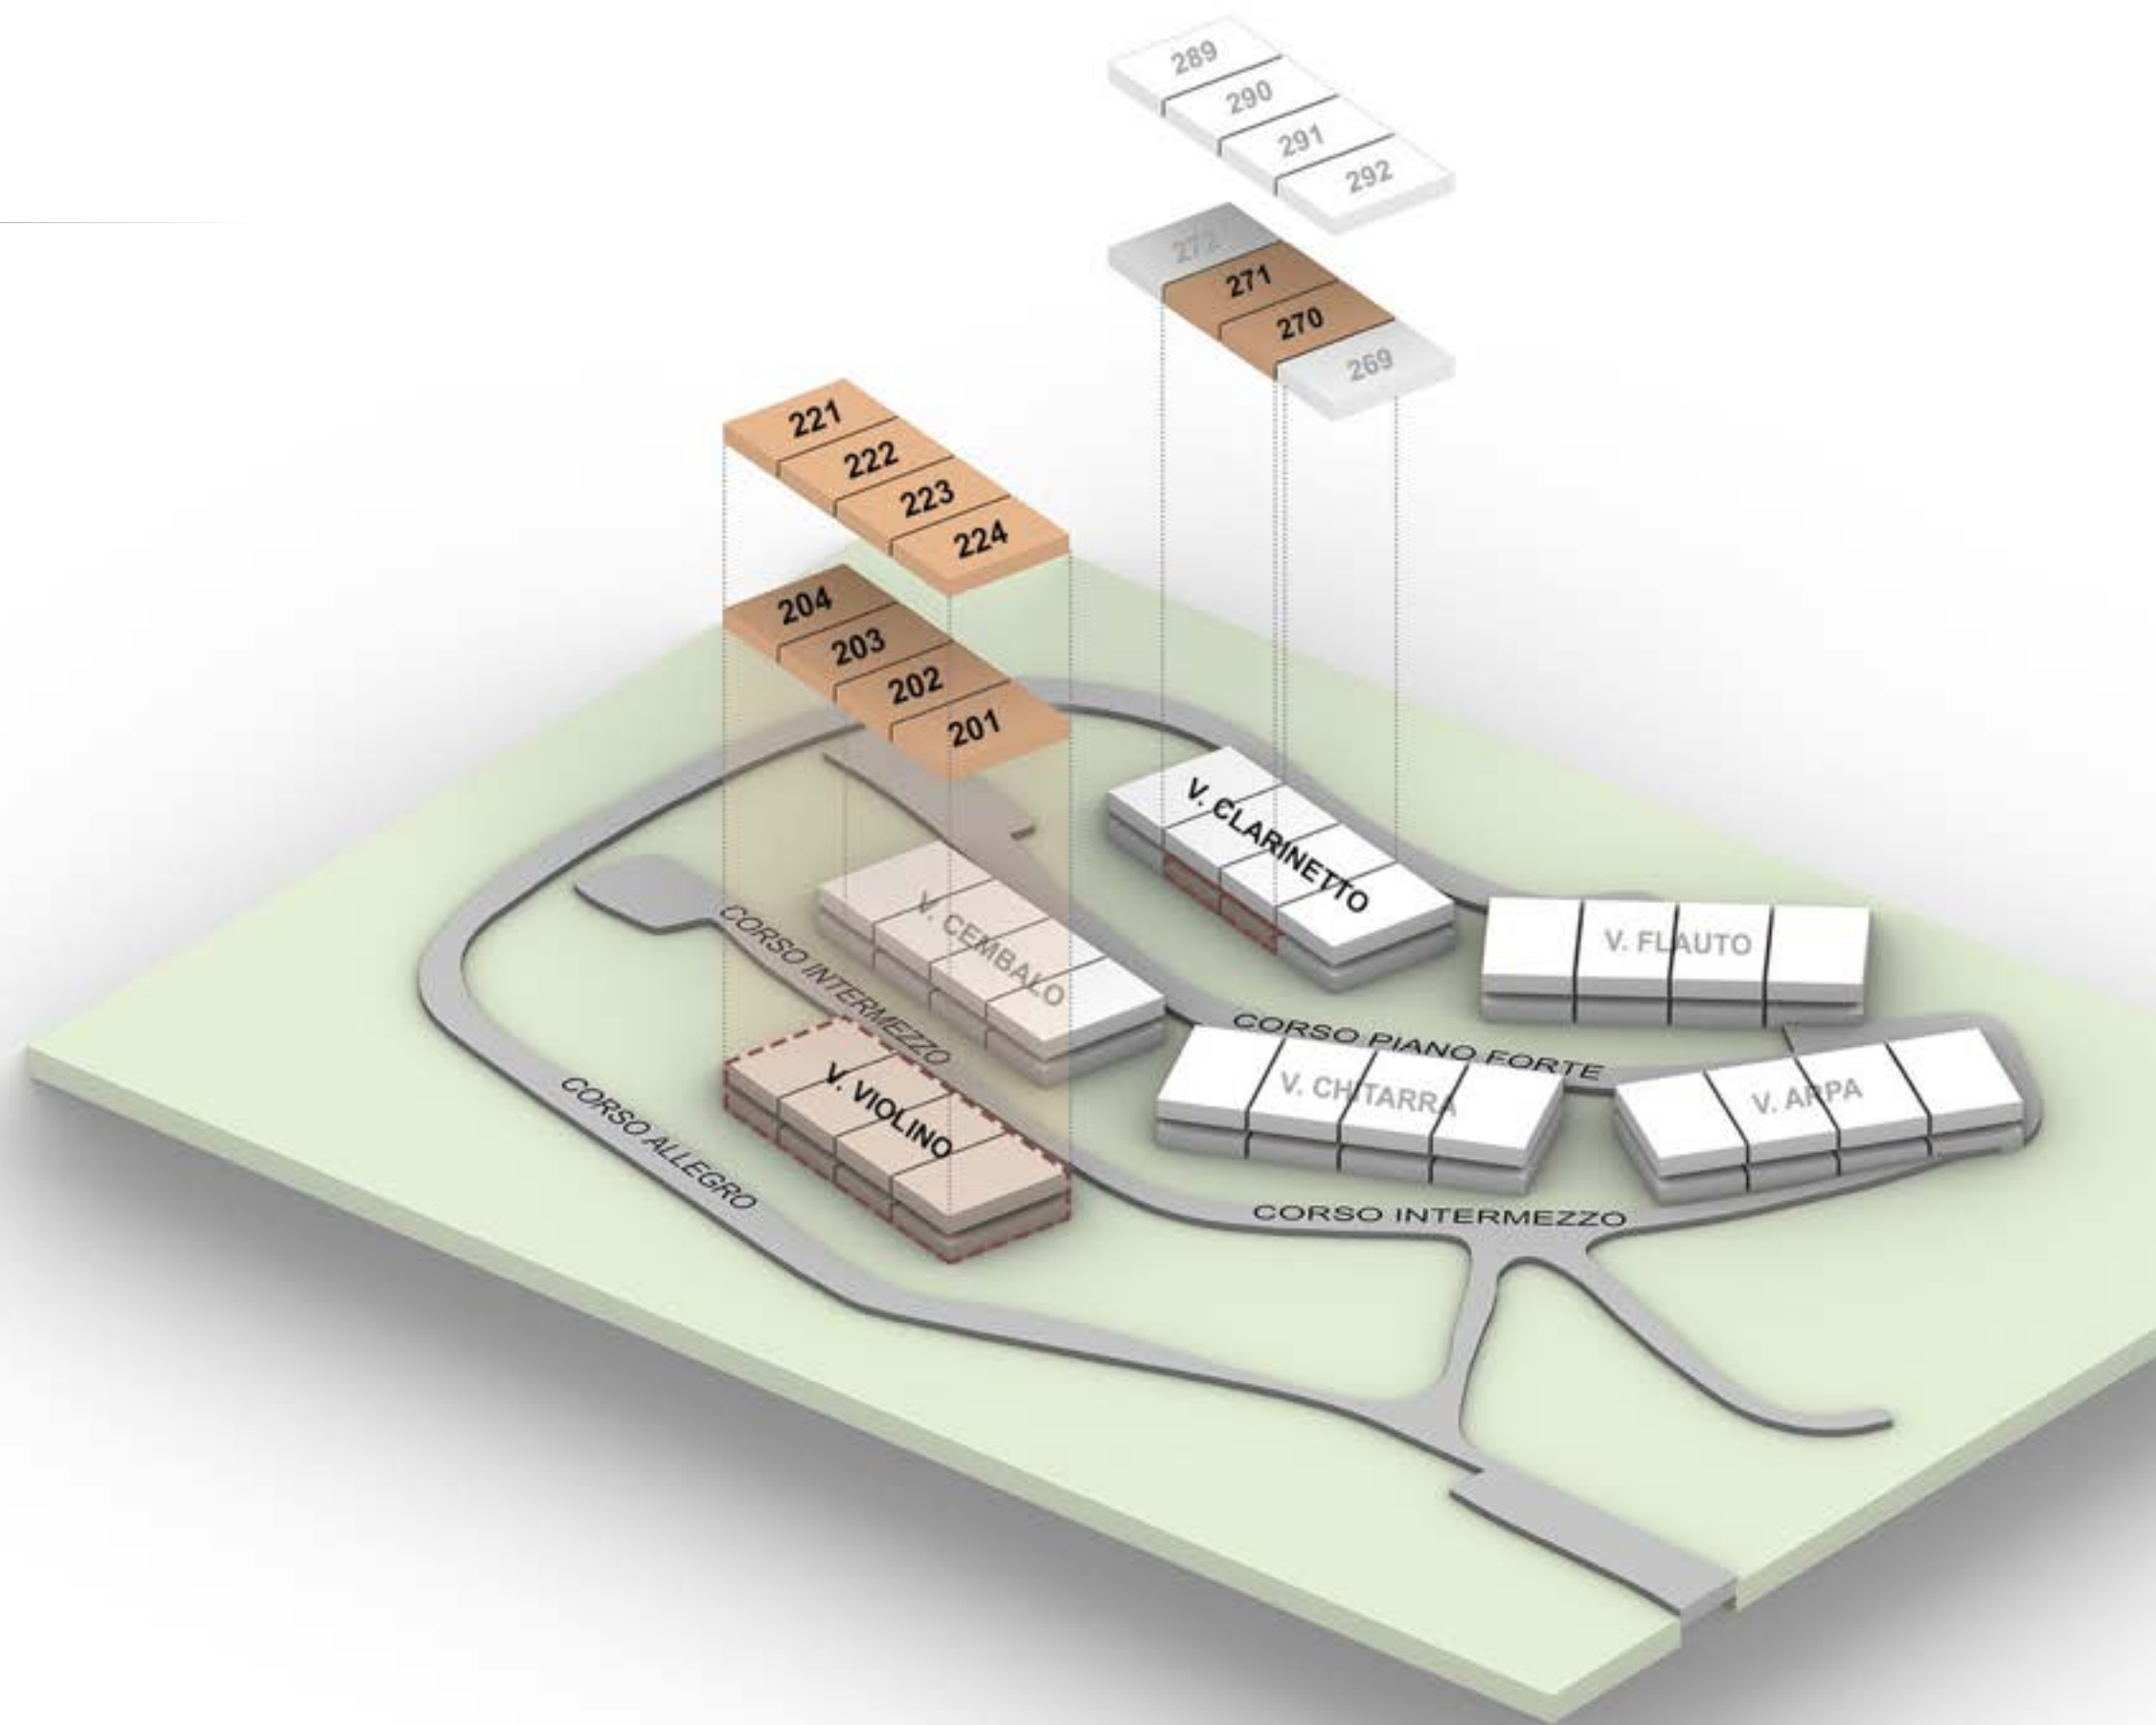 289
290
291
292
272
271
270
269
221
222
223
224
204
203
202
201
V. CLARINETTO
V. FLAUTO
V. CEMBALO
CORSO INTERMEZZO
CORSO PIANO FORTE
V. VIOLINO
V. CHITARRA
V. ARPA
CORSO ALLEGRO
CORSO INTERMEZZO